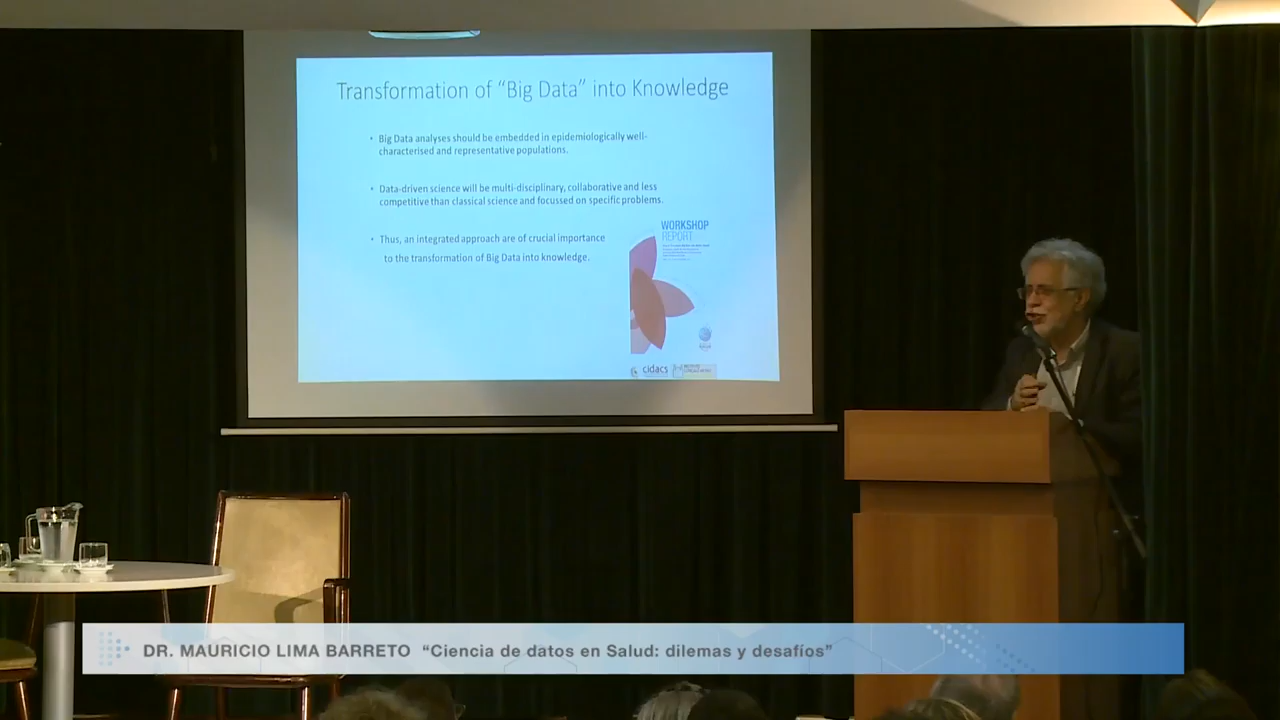 Transformation of “Big Data” into Knowledge
• Big Data analyses should be embedded in epidemiologically well-
characterised and representative populations.
• Data-driven science will be multi-disciplinary, collaborative and less
competitive than classical science and focussed on specific problems.
• Thus, an integrated approach are of crucial importance
to the transformation of Big Data into knowledge.
WORKSHOP
REPORT
cidacs
DR. MAURICIO LIMA BARRETO “Ciencia de datos en Salud: dilemas y desafíos”